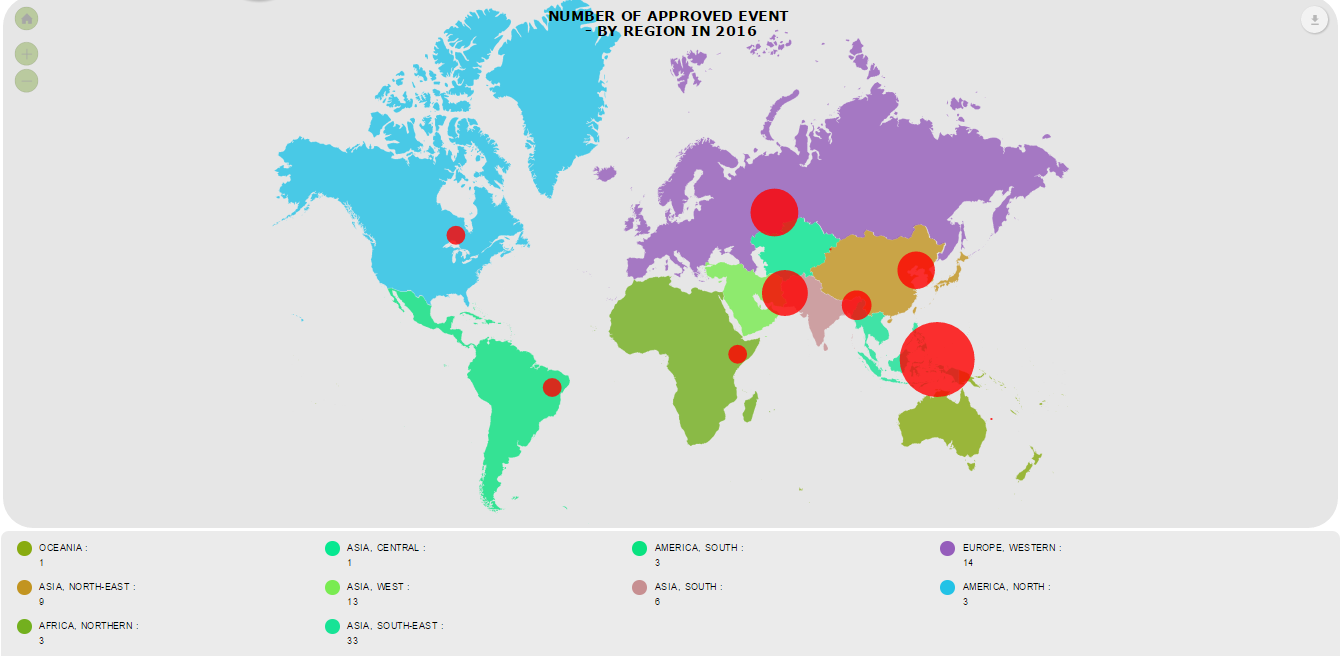 NUMBER OF APPROVED EVENT
- BY REGION IN 2016
OCEANIA :
1
ASIA, CENTRAL :
1
AMERICA, SOUTH :
3
EUROPE, WESTERN :
14
ASIA, NORTH-EAST :
9
ASIA, WEST :
13
ASIA, SOUTH :
6
AMERICA, NORTH :
3
AFRICA, NORTHERN :
3
ASIA, SOUTH-EAST :
33